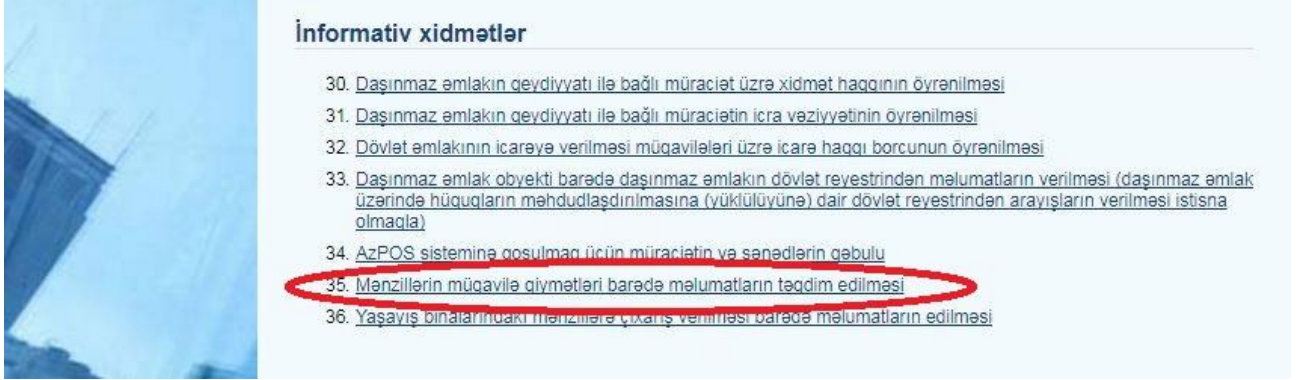 İnformativ xidmətlər
30. Daşınmaz əmlakın qeydiyyatı ilə bağlı müraciət üzrə xidmət haqqının öyrənilməsi
31. Daşınmaz əmlakın qeydiyyatı ilə bağlı müraciətin icra vəziyyətinin öyrənilməsi
32. Dövlət əmlakının icarəyə verilməsi müqavilələri üzrə icarə haqqı borcunun öyrənilməsi
33. Daşınmaz əmlak obyekti barədə daşınmaz əmlakın dövlət reyestrindən məlumatların verilməsi (daşınmaz əmlak
üzərində hüquqların məhdudlaşdırılmasına (yüklülüyünə) dair dövlət reyestrindən arayışların verilməsi istisna
olmaqla)
34. AzPOS sisteminə qoşulmaq üçün müraciətin və sənədlərin qəbulu
35. Mənzillərin müqavilə qiymətləri barədə məlumatların təqdim edilməsi
36. Yaşayış binalarındakı mənzillərə çıxarış verilməsi barədə məlumatların edilməsi